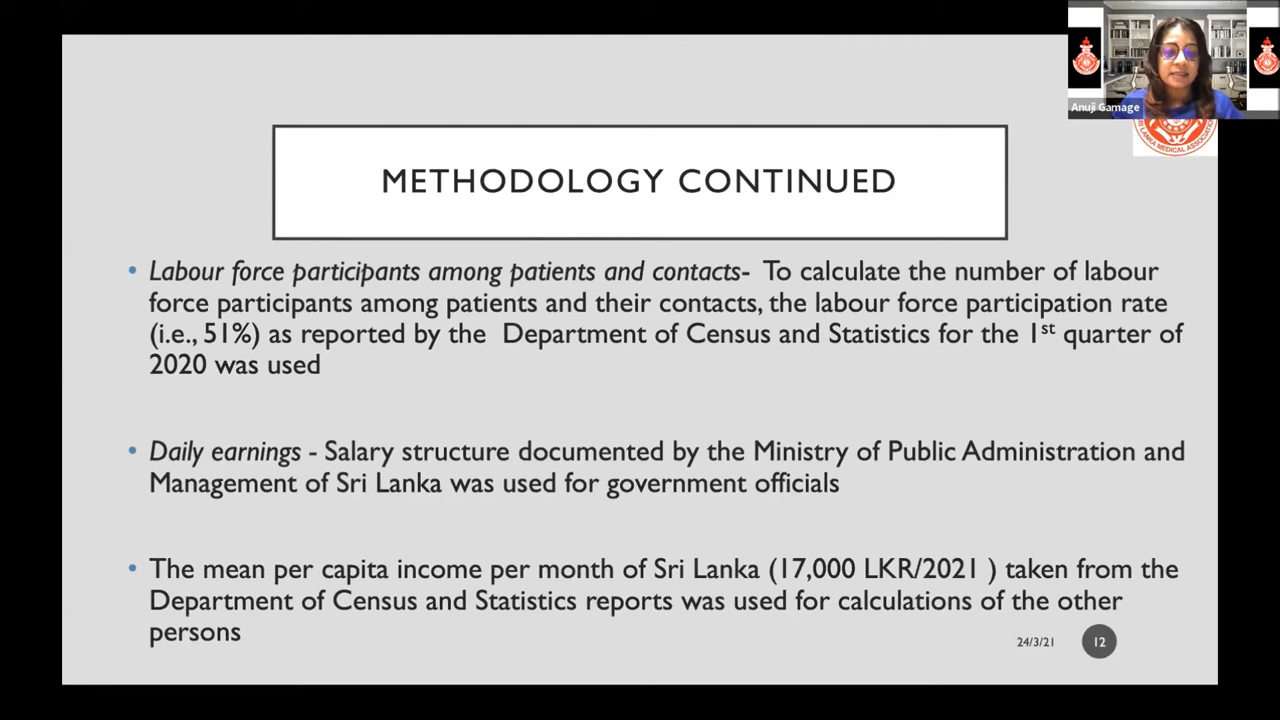 Anuji Gamage
SRI LANKA MEDICAL ASSOCIATION
METHODOLOGY CONTINUED
• Labour force participants among patients and contacts- To calculate the number of labour
force participants among patients and their contacts, the labour force participation rate
(i.e., 51%) as reported by the Department of Census and Statistics for the 1st quarter of
2020 was used
• Daily earnings - Salary structure documented by the Ministry of Public Administration and
Management of Sri Lanka was used for government officials
• The mean per capita income per month of Sri Lanka (17,000 LKR/2021 ) taken from the
Department of Census and Statistics reports was used for calculations of the other
persons
24/3/21
12